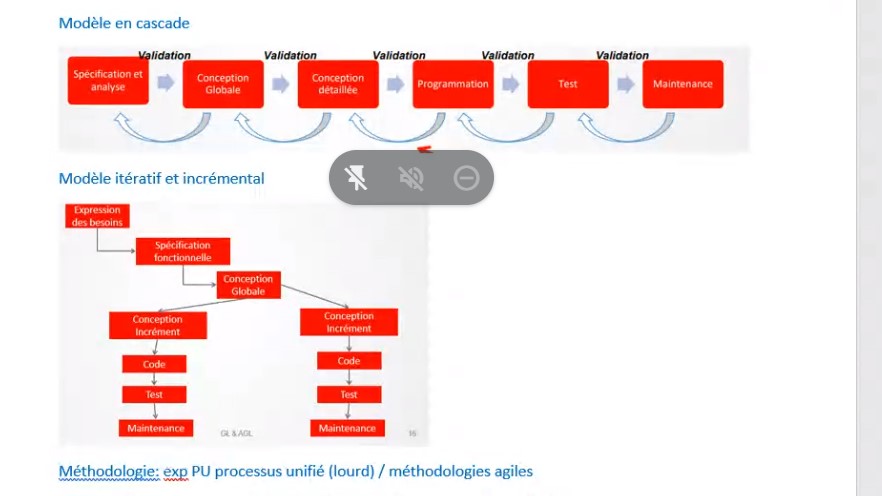 Modèle en cascade
Validation Validation Validation Validation Validation
Spécification et
analyse
Conception
Globale
Conception
détaillée
Programmation
Test
Maintenance
Modèle itératif et incrémental
Expression
des besoins
Spécification
fonctionnelle
Conception
Globale
Conception
Incrément
Code
Test
Maintenance
Conception
Incrément
Code
Test
Maintenance
GL & AGL
16
Méthodologie: exp PU processus unifié (lourd) / méthodologies agiles